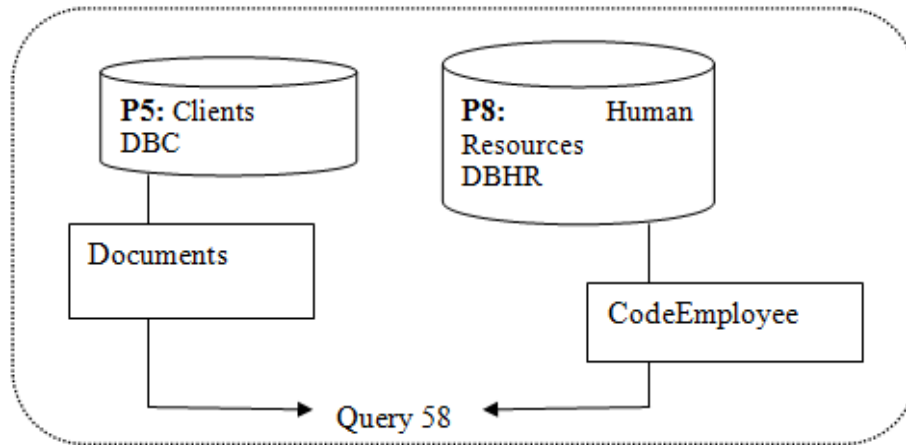 P5: Clients
DBC
P8: Human
Resources
DBHR
Documents
CodeEmployee
Query 58